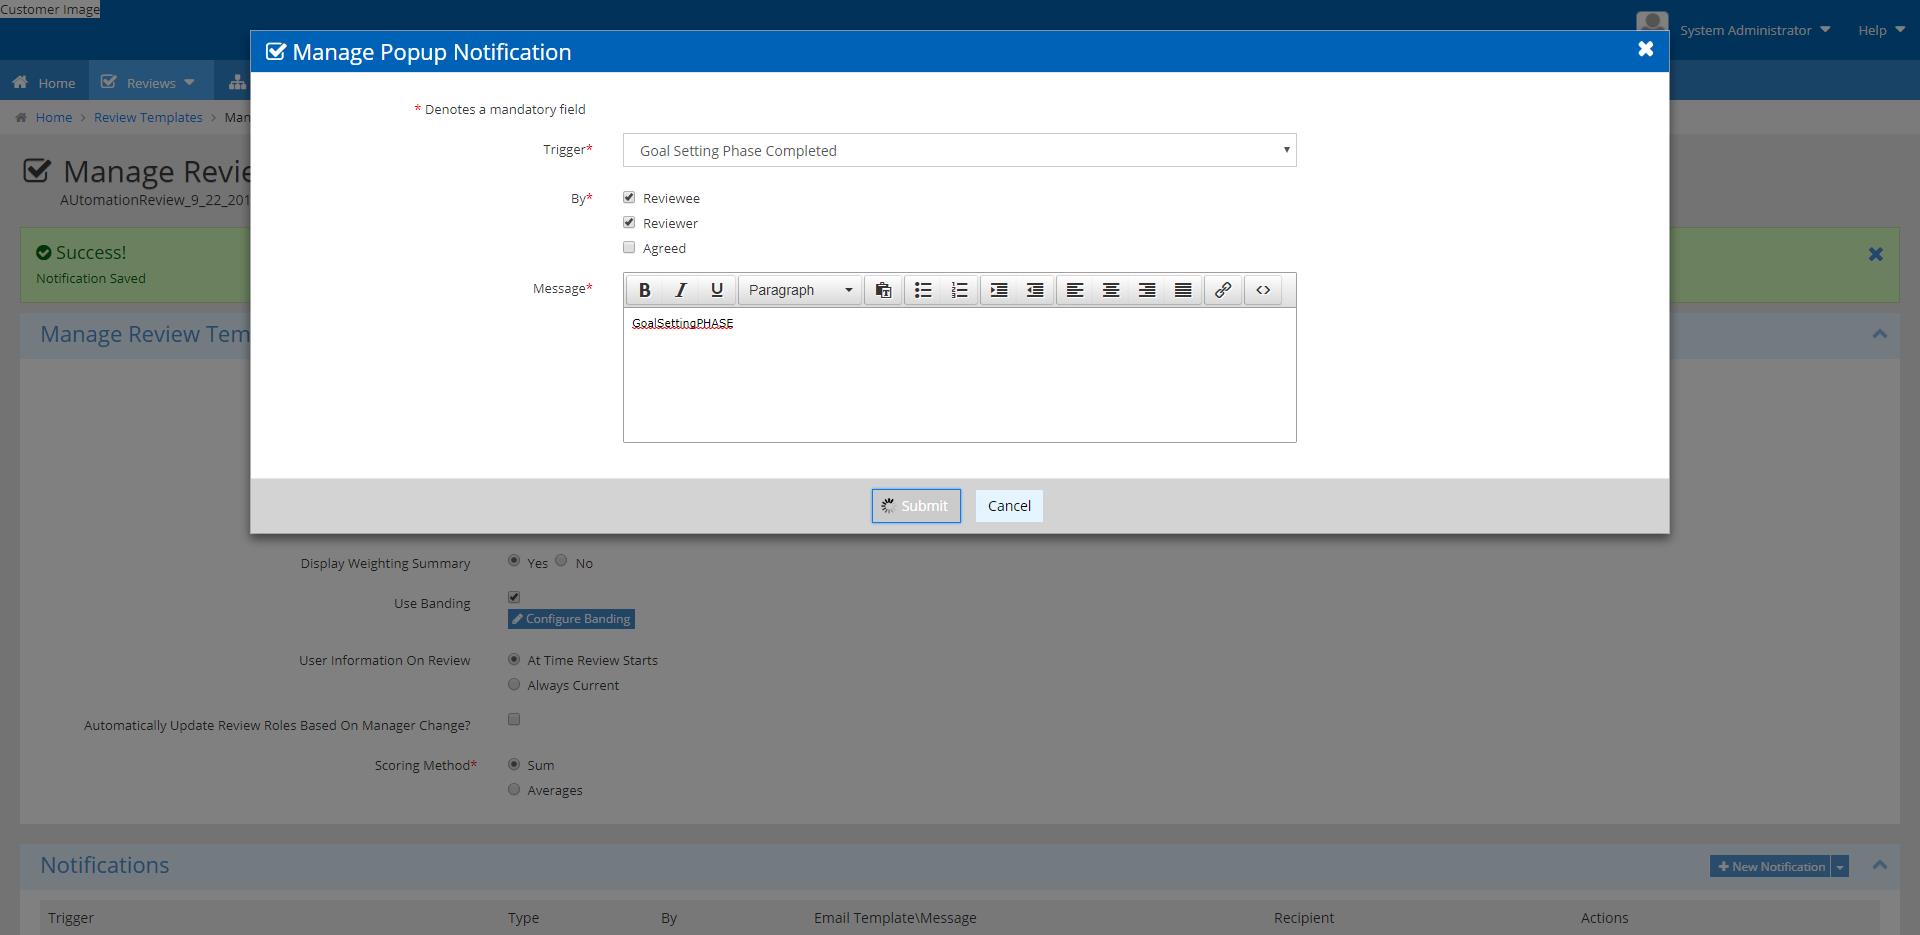 Customer Image
System Administrator Help
Manage Popup Notification
Home Reviews
* Denotes a mandatory field
Home > Review Templates > Man
Trigger* Goal Setting Phase Completed
Manage Revie
AUtomationReview_9_22_201
By* Reviewee
Reviewer
Agreed
Success!
Notification Saved
Message* B I U Paragraph
GoalSettingPHASE
Manage Review Tem
Submit Cancel
Display Weighting Summary Yes No
Use Banding
Configure Banding
User Information On Review At Time Review Starts
Always Current
Automatically Update Review Roles Based On Manager Change?
Scoring Method* Sum
Averages
Notifications + New Notification
Trigger Type By Email Template\Message Recipient Actions